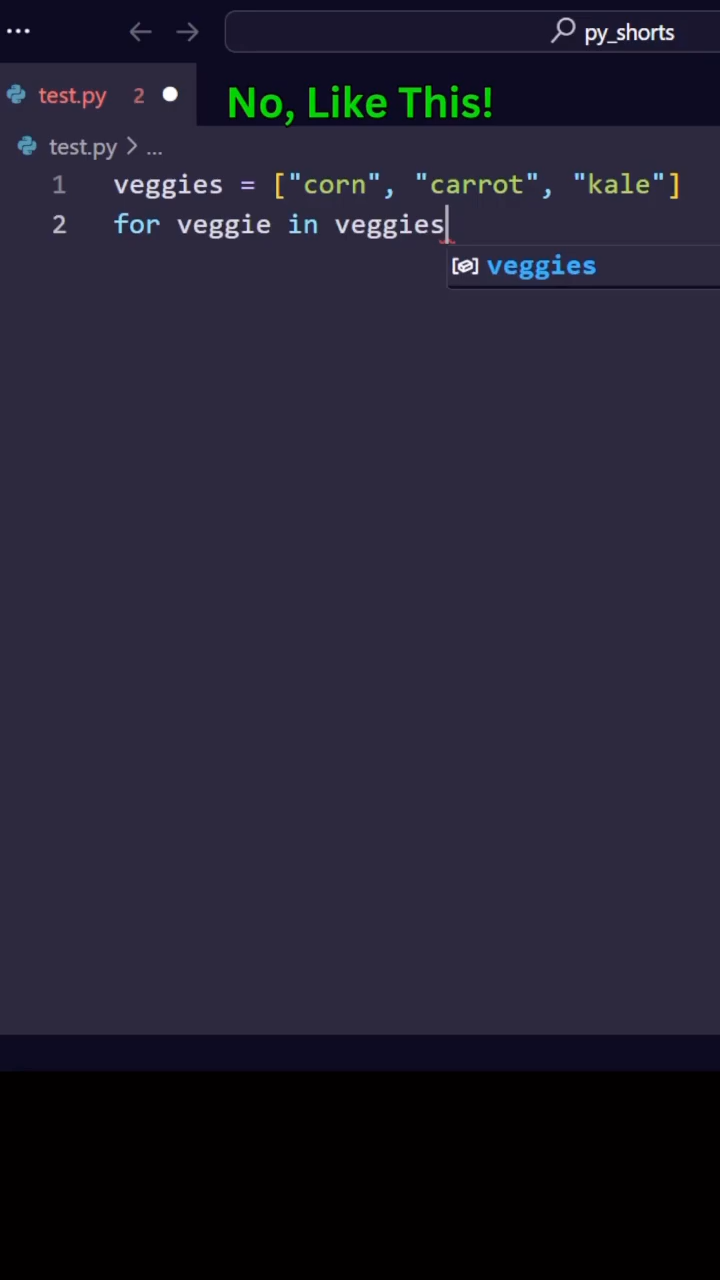 ...
py_shorts
test.py 2
No, Like This!
test.py > ...
1 veggies = ["corn", "carrot", "kale"]
2 for veggie in veggies
veggies